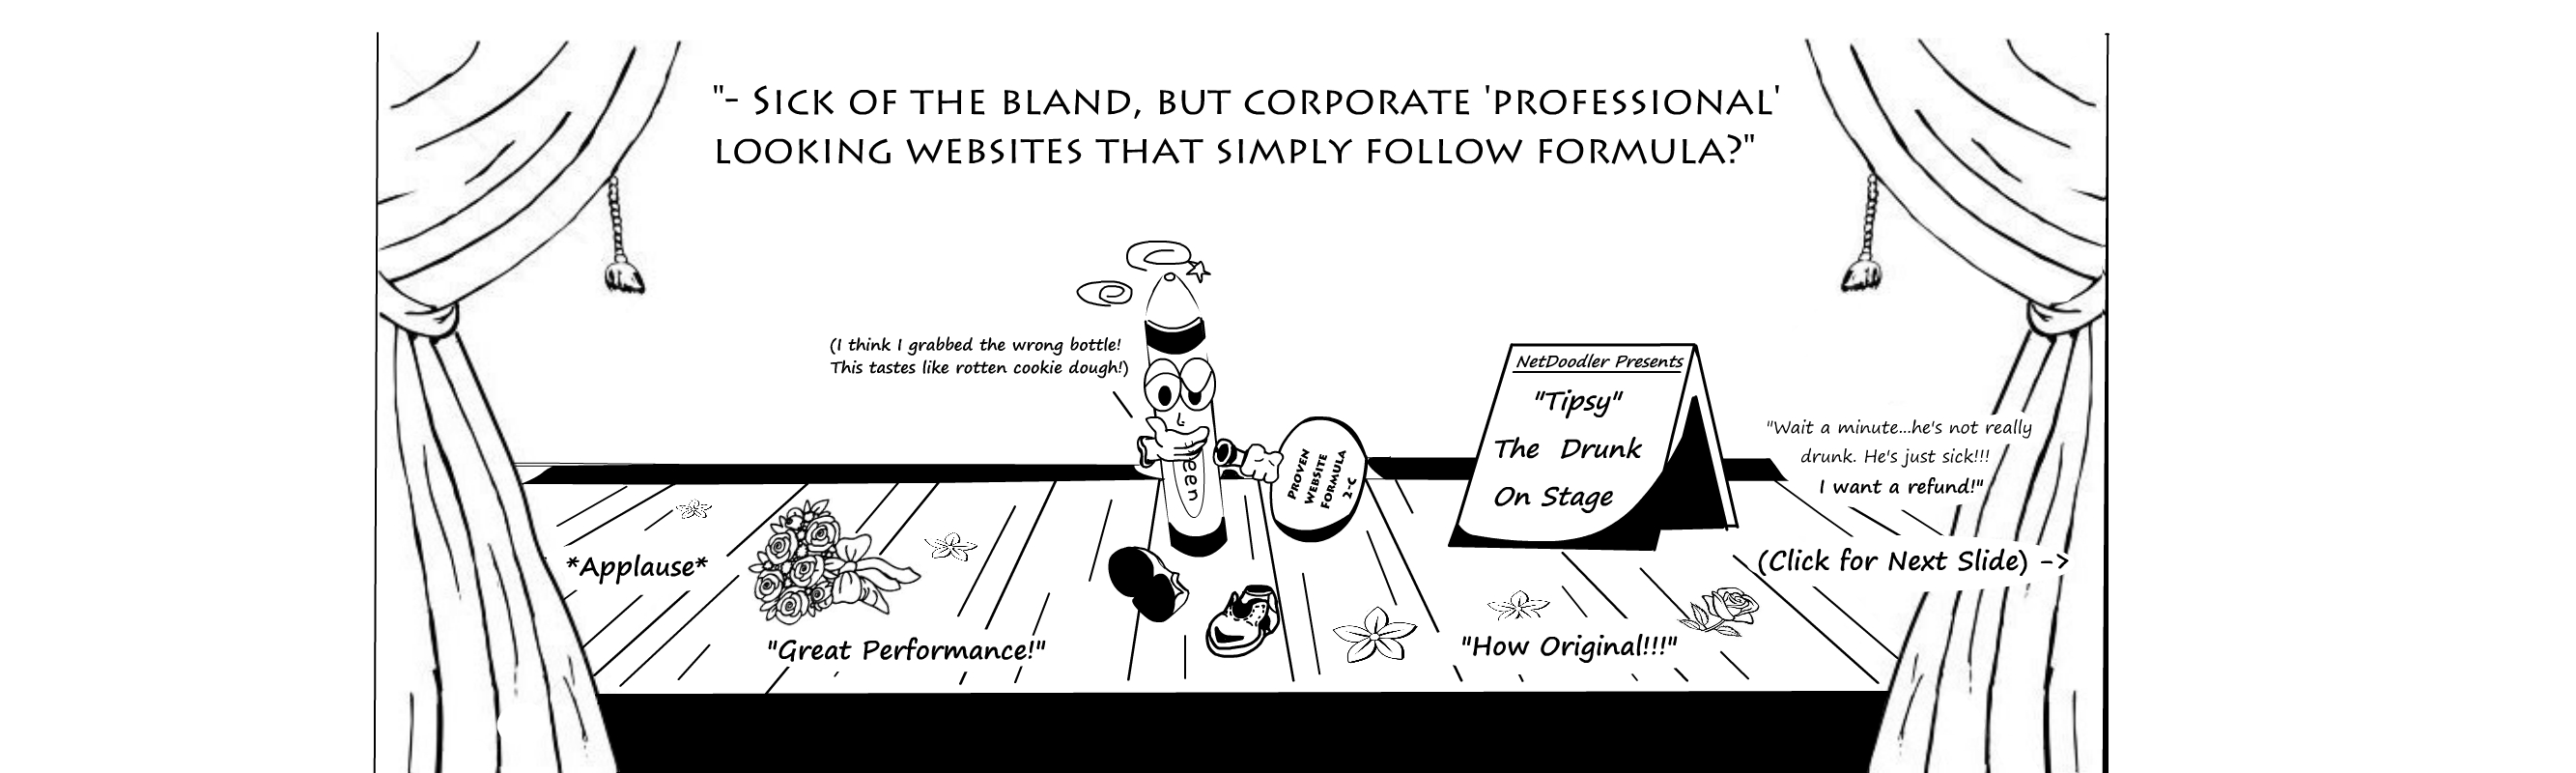 "- Sick of the bland, but corporate 'professional'
looking websites that simply follow formula?"
(I think I grabbed the wrong bottle!
This tastes like rotten cookie dough!)
een
Proven
Website
Formula
2-C
NetDoodler Presents
"Tipsy"
The Drunk
On Stage
"Wait a minute...he's not really
drunk. He's just sick!!!
I want a refund!"
(Click for Next Slide) ->
*Applause*
"Great Performance!"
"How Original!!!"